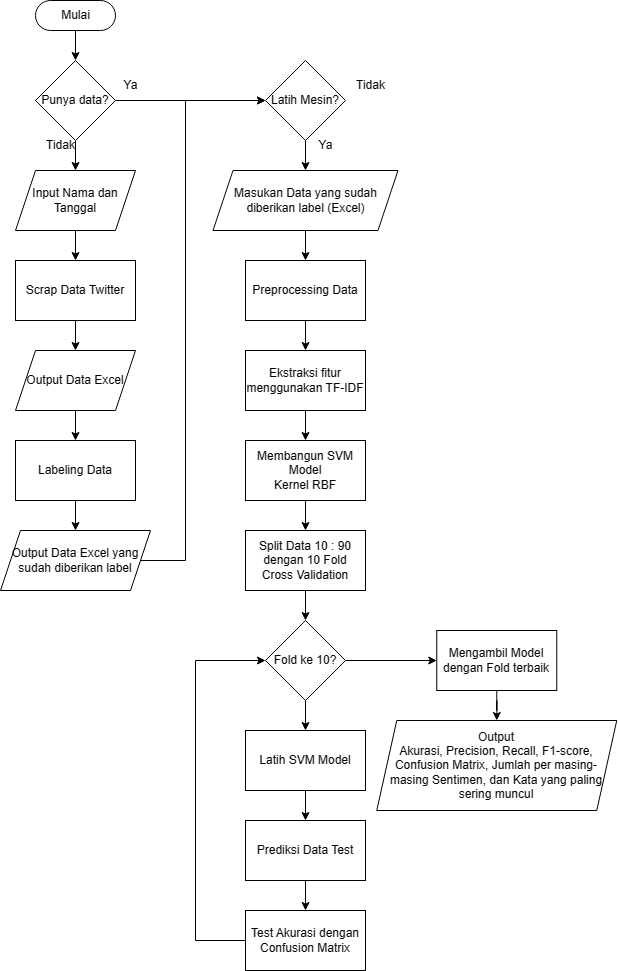 Mulai
Punya data?
Ya
Tidak
Input Nama dan
Tanggal
Scrap Data Twitter
Output Data Excel
Labeling Data
Output Data Excel yang
sudah diberikan label
Latih Mesin?
Tidak
Ya
Masukan Data yang sudah
diberikan label (Excel)
Preprocessing Data
Ekstraksi fitur
menggunakan TF-IDF
Membangun SVM
Model
Kernel RBF
Split Data 10 : 90
dengan 10 Fold
Cross Validation
Fold ke 10?
Latih SVM Model
Prediksi Data Test
Test Akurasi dengan
Confusion Matrix
Mengambil Model
dengan Fold terbaik
Output
Akurasi, Precision, Recall, F1-score,
Confusion Matrix, Jumlah per masing-
masing Sentimen, dan Kata yang paling
sering muncul